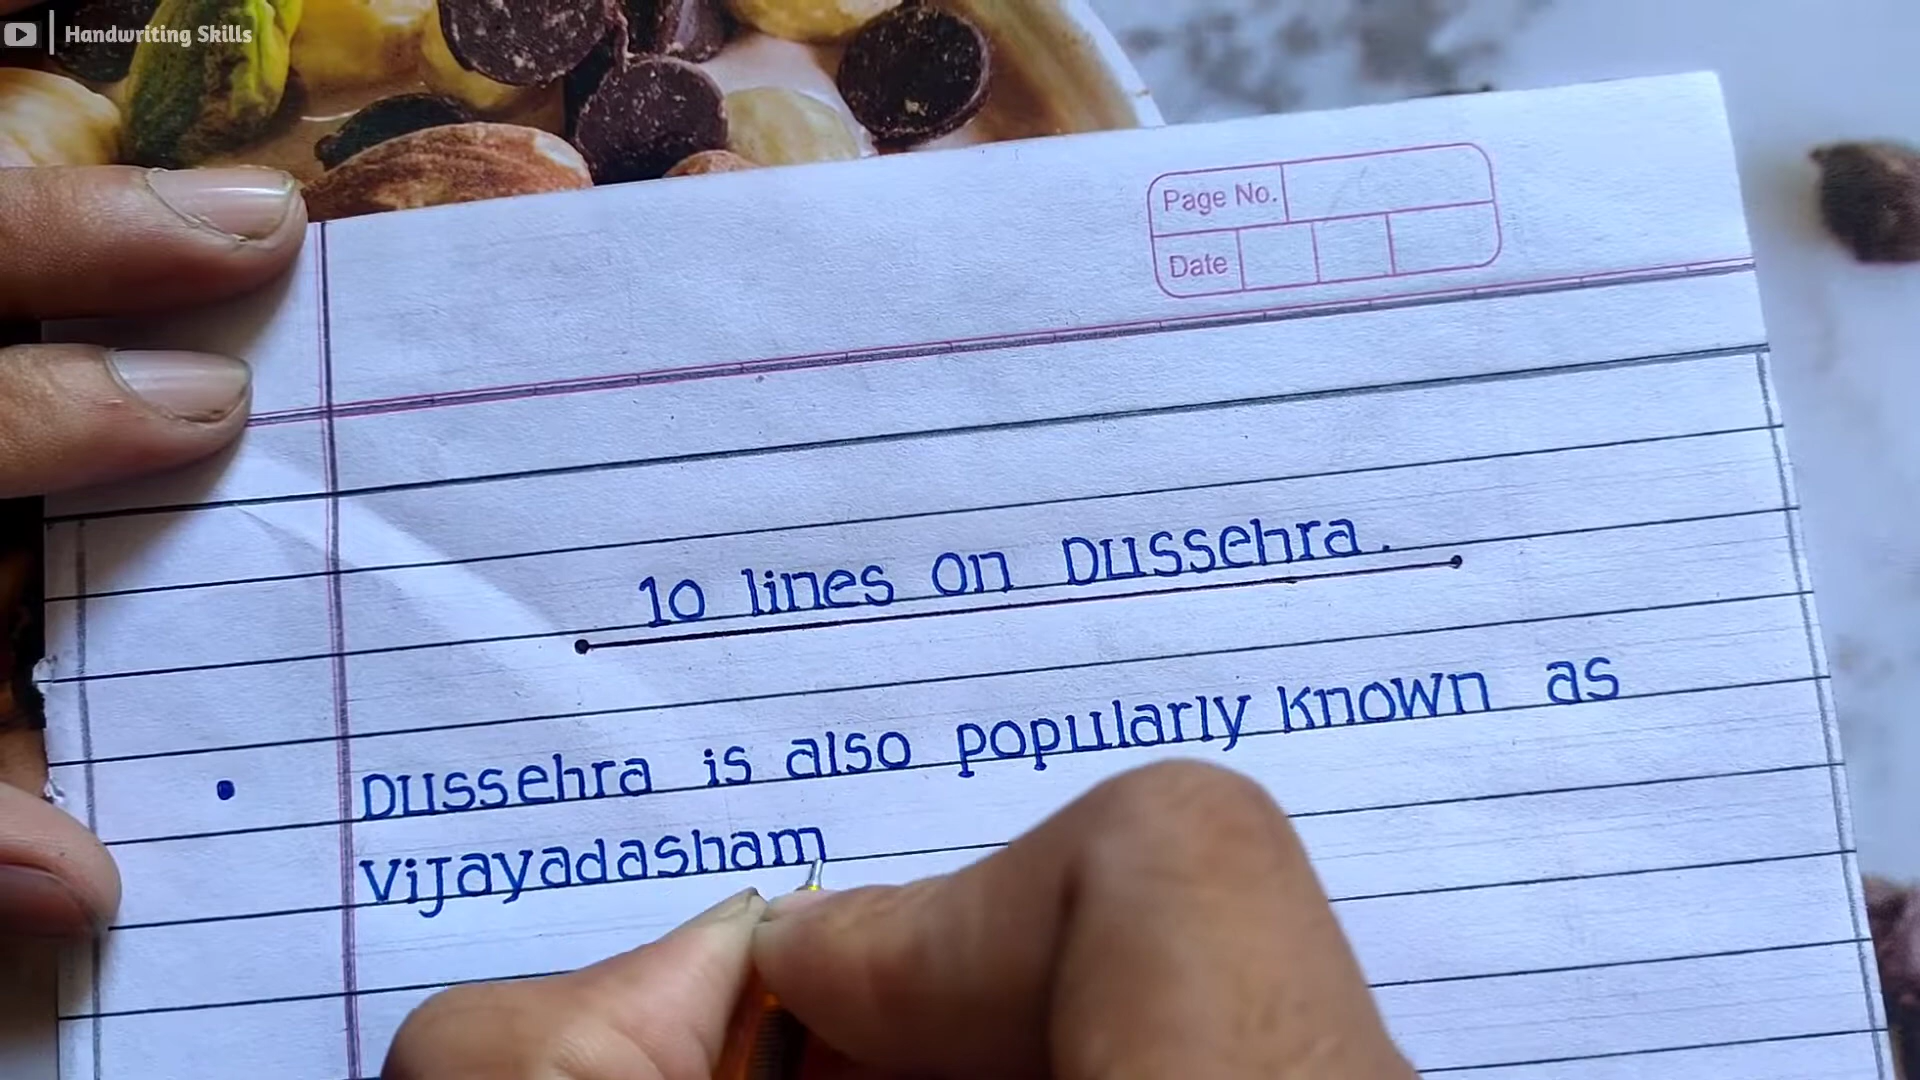 Handwriting Skills
Page No.
Date
10 lines on Dussehra.
• Dussehra is also popularly known as
Vijayadasham